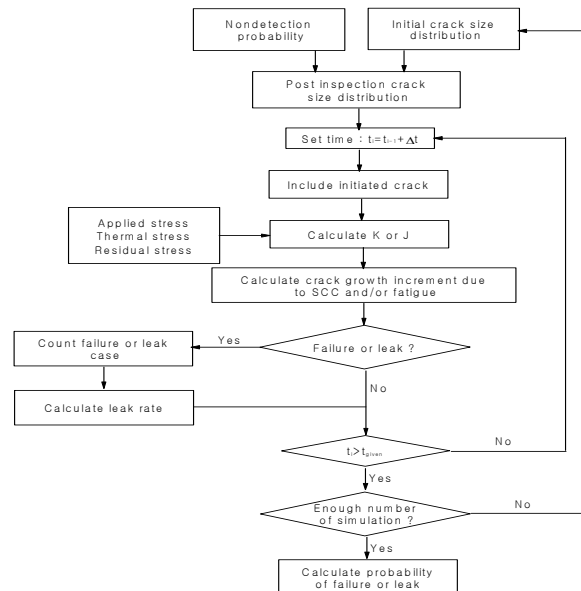 Nondetection
probability
Initial crack size
distribution
Post inspection crack
size distribution
Set time : tᵢ=tᵢ₋₁+Δt
Include initiated crack
Applied stress
Thermal stress
Residual stress
Calculate K or J
Calculate crack growth increment due
to SCC and/or fatigue
Failure or leak ?
Yes
Count failure or leak
case
No
Calculate leak rate
tᵢ>t_given
No
Yes
Enough number
of simulation ?
No
Yes
Calculate probability
of failure or leak